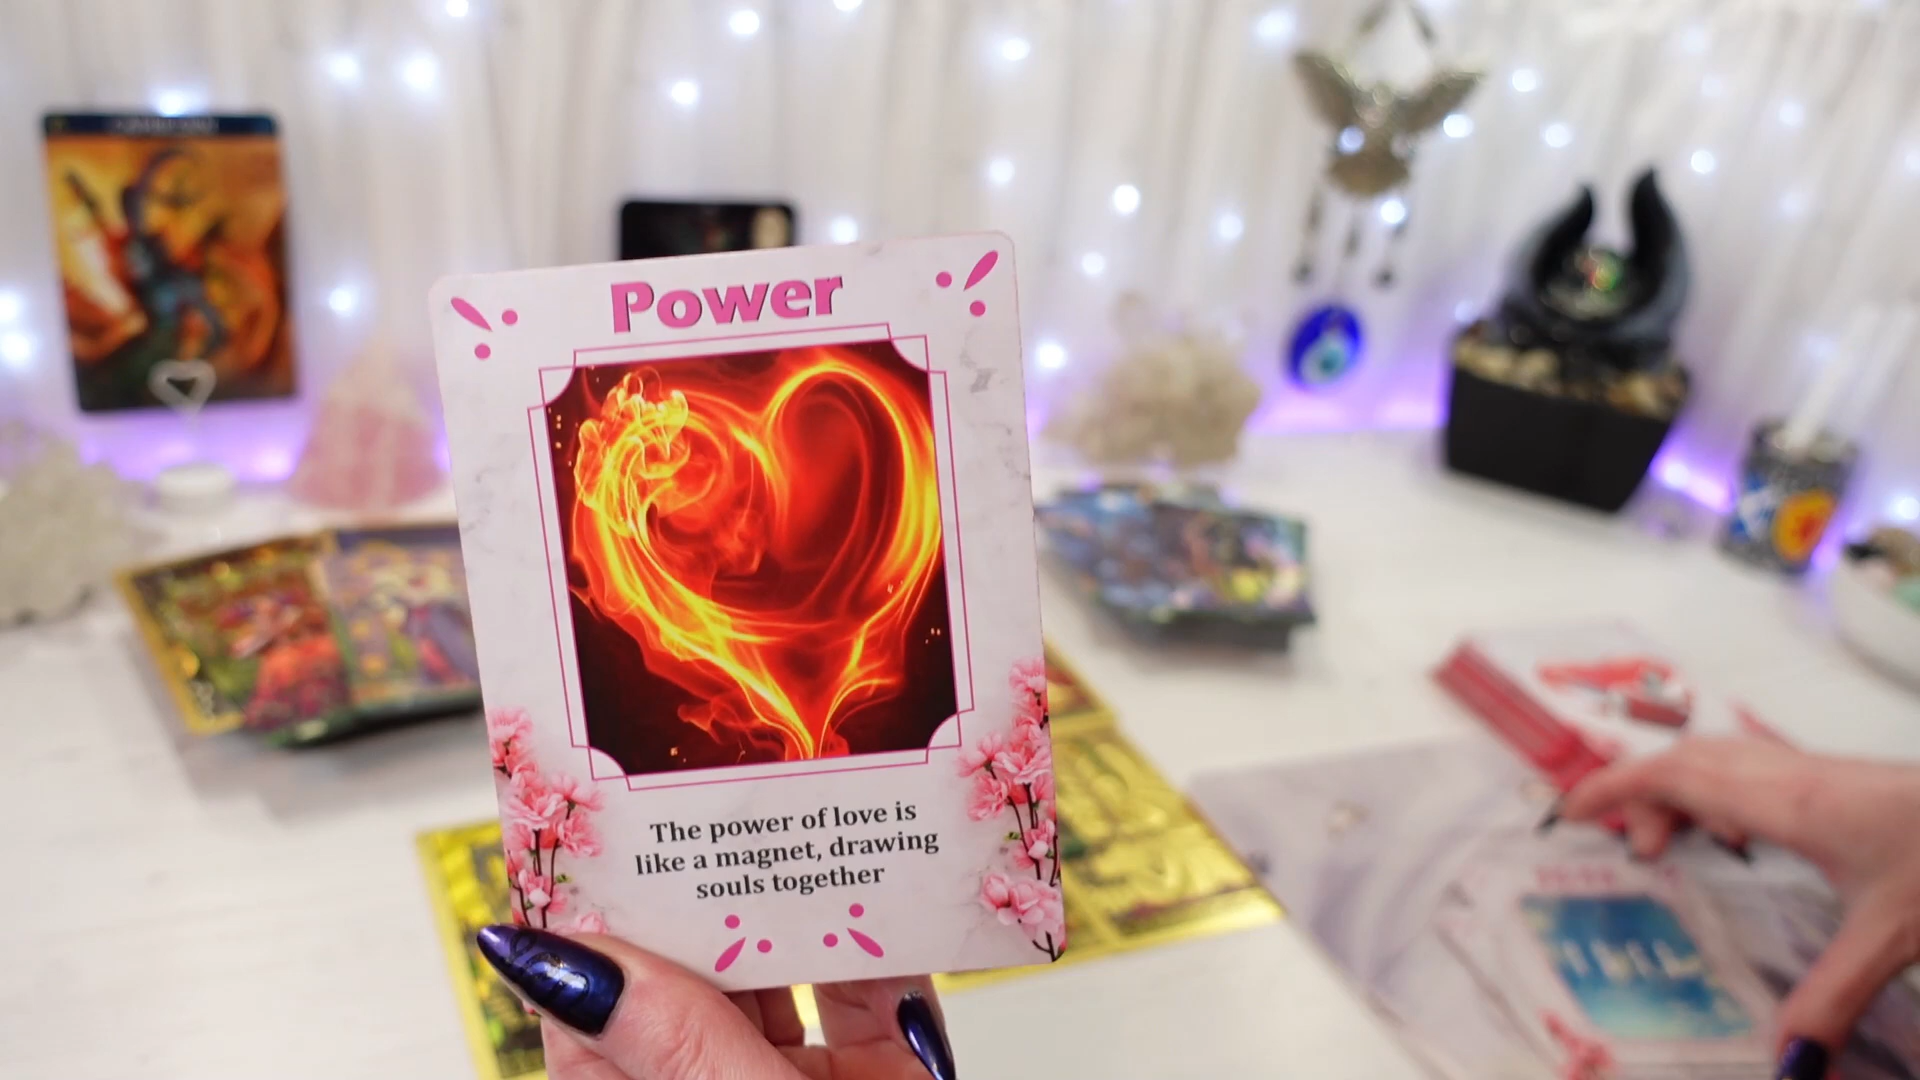 Power
The power of love is
like a magnet, drawing
souls together